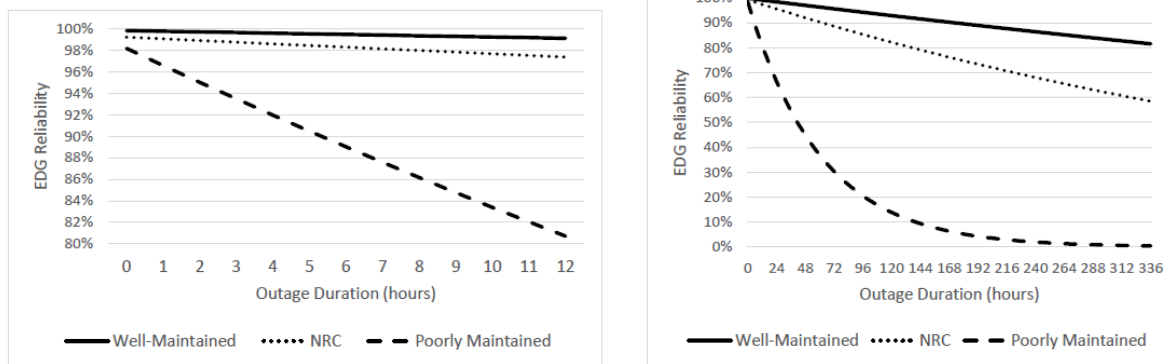 100%
98%
96%
94%
92%
90%
88%
86%
84%
82%
80%
EDG Reliability
0 1 2 3 4 5 6 7 8 9 10 11 12
Outage Duration (hours)
Well-Maintained NRC Poorly Maintained
100%
90%
80%
70%
60%
50%
40%
30%
20%
10%
0%
EDG Reliability
0 24 48 72 96 120 144 168 192 216 240 264 288 312 336
Outage Duration (hours)
Well-Maintained NRC Poorly Maintained